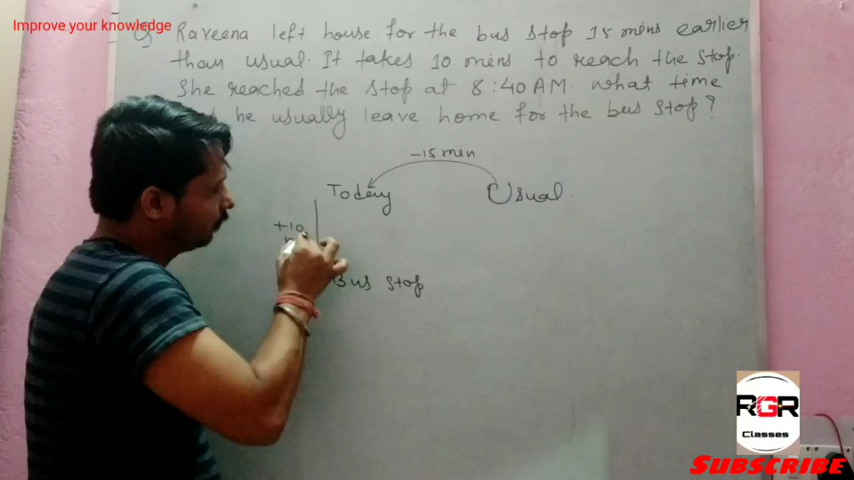 Improve your knowledge
Q Raveena left house for the bus stop 15 mins earlier
than usual. It takes 10 mins to reach the stop.
She reached the stop at 8:40 AM. What time
he usually leave home for the bus stop?
-15 min
Today
Usual.
+10
Bus stop
RGR
Classes
SUBSCRIBE